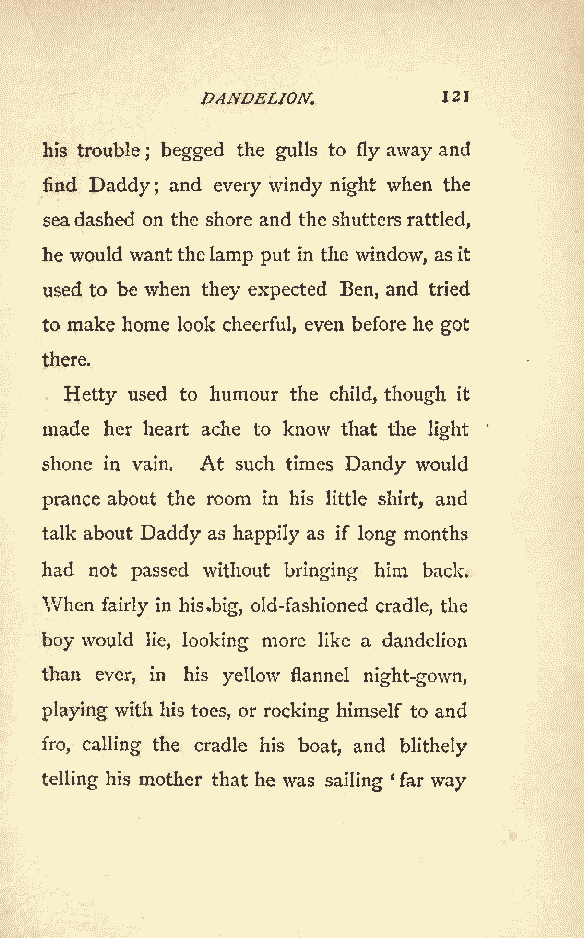 DANDELION. 121
his trouble; begged the gulls to fly away and
find Daddy; and every windy night when the
sea dashed on the shore and the shutters rattled,
he would want the lamp put in the window, as it
used to be when they expected Ben, and tried
to make home look cheerful, even before he got
there.
Hetty used to humour the child, though it
made her heart ache to know that the light
shone in vain. At such times Dandy would
prance about the room in his little shirt, and
talk about Daddy as happily as if long months
had not passed without bringing him back.
When fairly in his big, old-fashioned cradle, the
boy would lie, looking more like a dandelion
than ever, in his yellow flannel night-gown,
playing with his toes, or rocking himself to and
fro, calling the cradle his boat, and blithely
telling his mother that he was sailing ‘far way